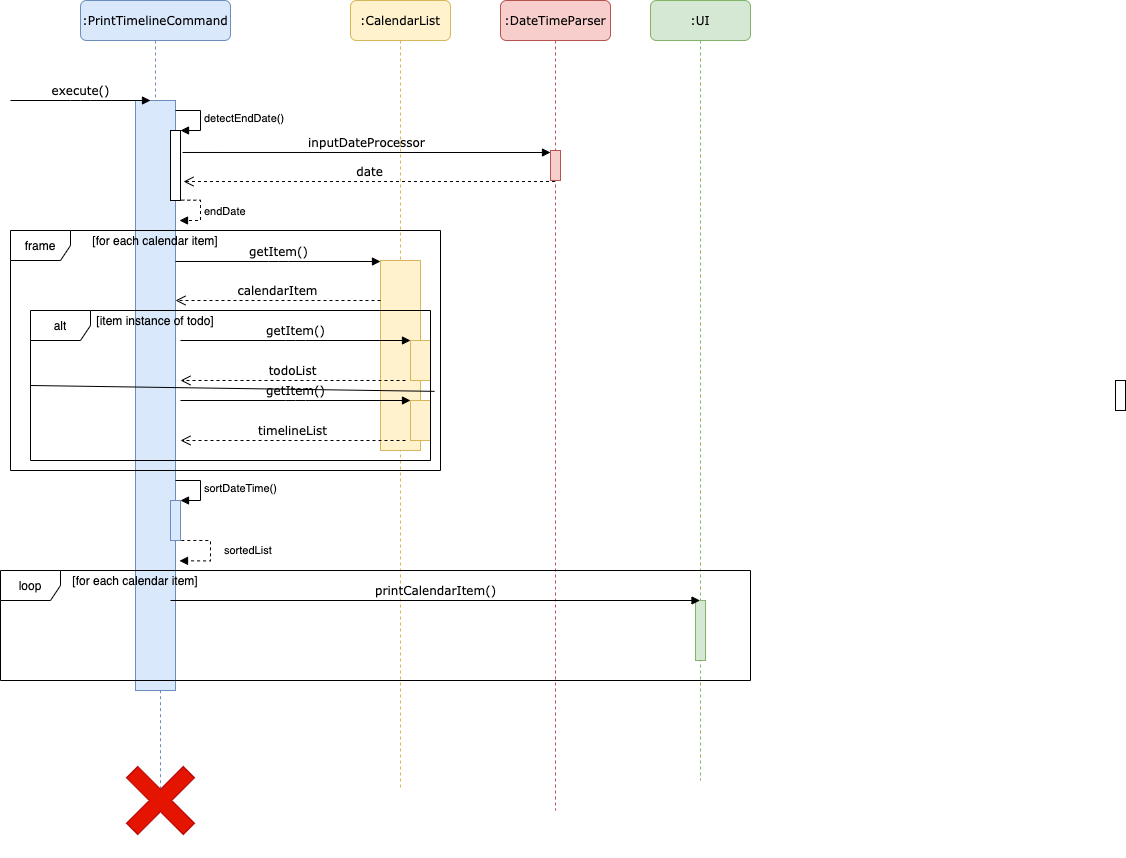 :PrintTimelineCommand
:CalendarList
:DateTimeParser
:UI
execute()
detectEndDate()
inputDateProcessor
date
endDate
frame
[for each calendar item]
getItem()
calendarItem
alt
[item instance of todo]
getItem()
todoList
getItem()
timelineList
sortDateTime()
sortedList
loop
[for each calendar item]
printCalendarItem()